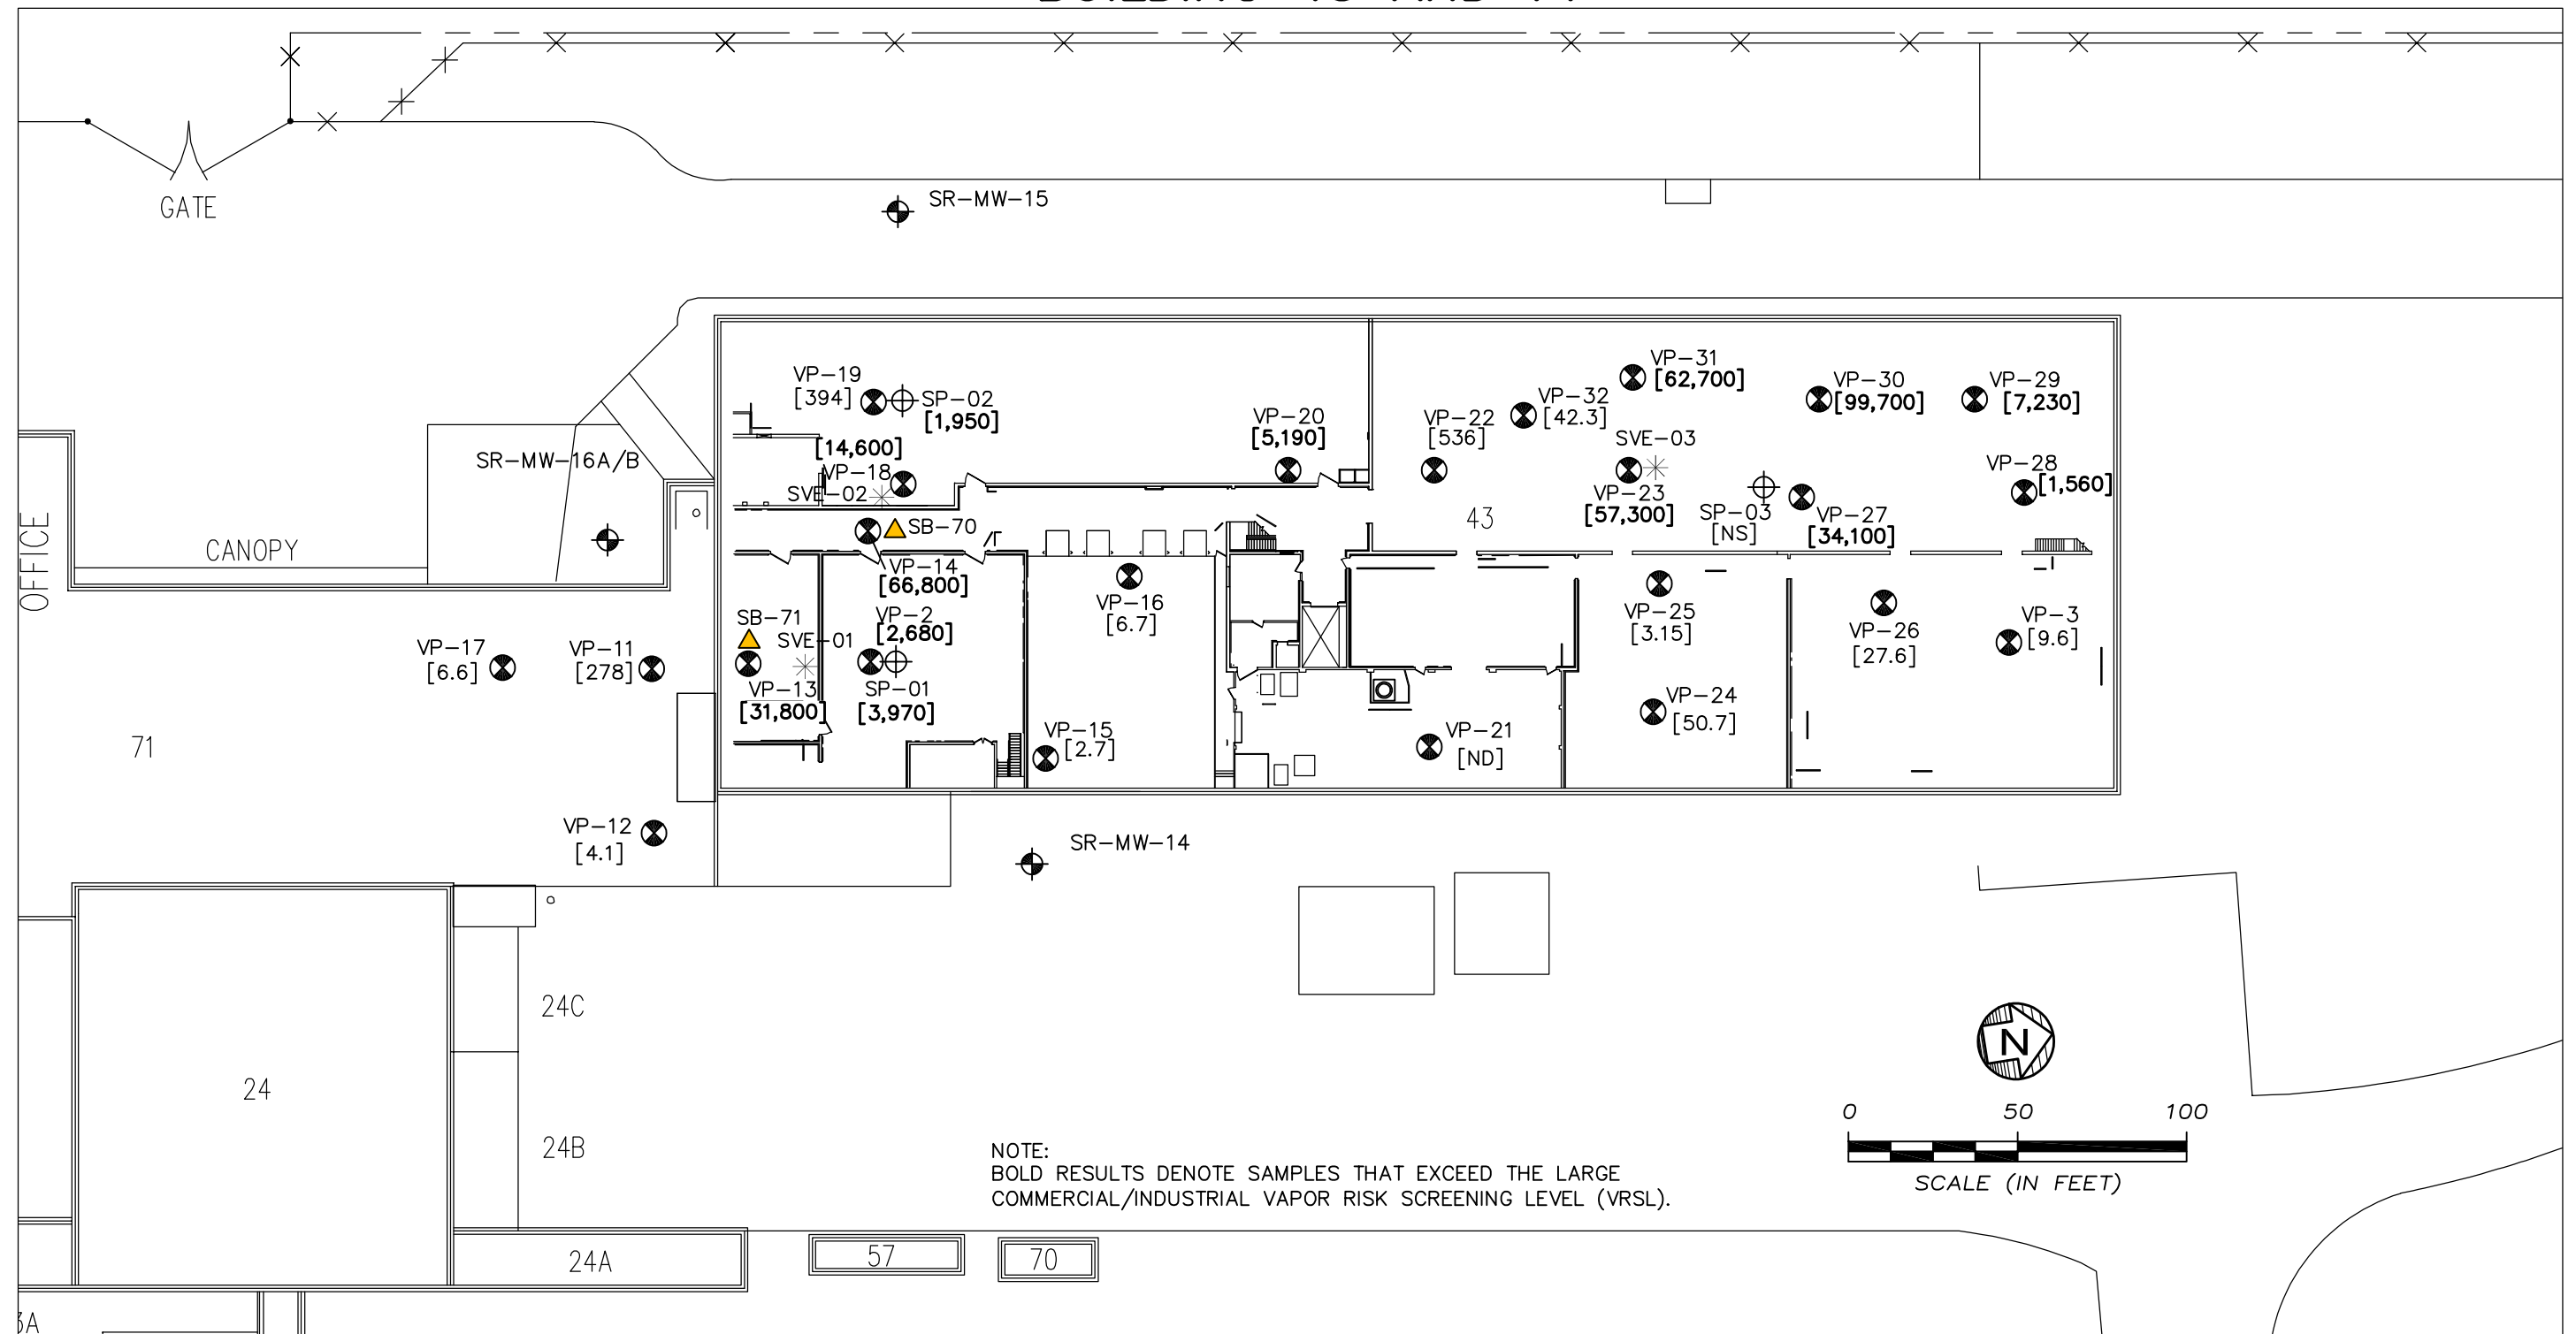 GATE
SR-MW-15
VP-31
[62,700]
VP-19
[394]
SP-02
[1,950]
VP-32
[42.3]
VP-30
[99,700]
VP-29
[7,230]
VP-20
[5,190]
VP-22
[536]
[14,600]
VP-18
SVE-02
SVE-03
VP-23
[57,300]
VP-28
[1,560]
SR-MW-16A/B
SP-03
[NS]
VP-27
[34,100]
43
OFFICE
CANOPY
SB-70
VP-14
[66,800]
VP-16
[6.7]
VP-25
[3.15]
VP-26
[27.6]
VP-3
[9.6]
SB-71
SVE-01
VP-2
[2,680]
VP-17
[6.6]
VP-11
[278]
VP-13
[31,800]
SP-01
[3,970]
VP-24
[50.7]
VP-15
[2.7]
VP-21
[ND]
71
VP-12
[4.1]
SR-MW-14
24C
24
24B
N
0 50 100
SCALE (IN FEET)
NOTE:
BOLD RESULTS DENOTE SAMPLES THAT EXCEED THE LARGE
COMMERCIAL/INDUSTRIAL VAPOR RISK SCREENING LEVEL (VRSL).
24A
57
70